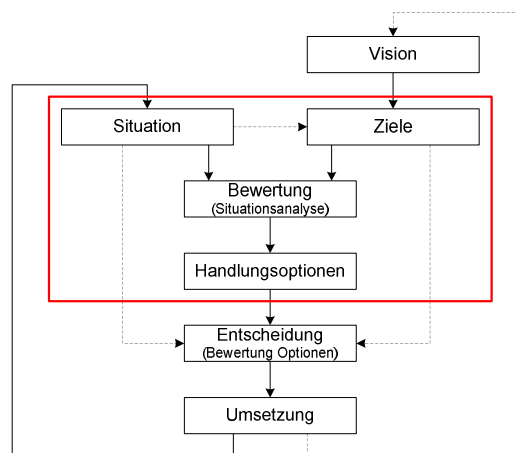 Vision
Situation
Ziele
Bewertung
(Situationsanalyse)
Handlungsoptionen
Entscheidung
(Bewertung Optionen)
Umsetzung